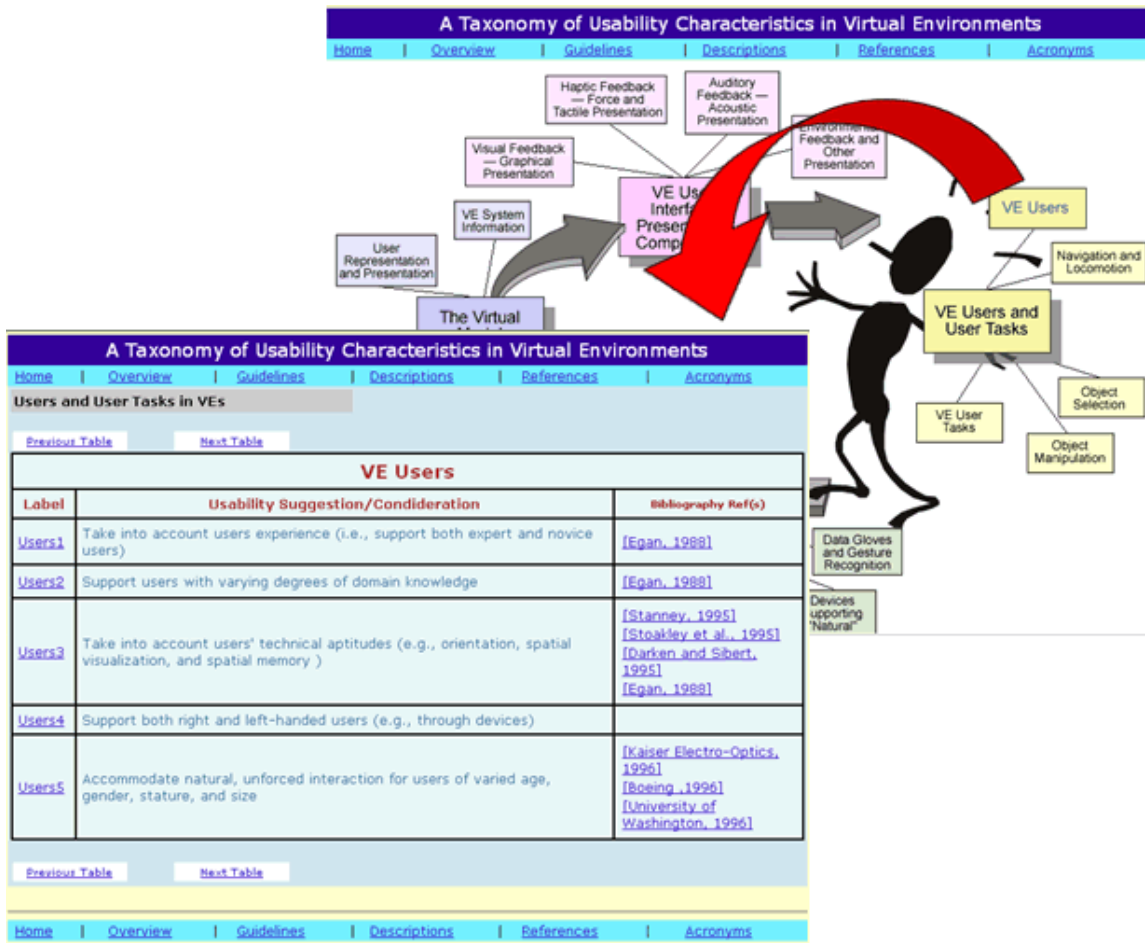 A Taxonomy of Usability Characteristics in Virtual Environments
Home | Overview | Guidelines | Descriptions | References | Acronyms
Haptic Feedback
— Force and
Tactile Presentation
Auditory
Feedback —
Acoustic
Presentation
Visual Feedback
— Graphical
Presentation
Environmental
Feedback and
Other
Presentation
VE System
Information
User
Representation
and Presentation
The Virtual
VE
VE Users
Navigation and
Locomotion
VE Users and
User Tasks
Object
Selection
VE User
Tasks
Object
Manipulation
Data Gloves
and Gesture
Recognition
Devices
"Natural"
A Taxonomy of Usability Characteristics in Virtual Environments
Home | Overview | Guidelines | Descriptions | References | Acronyms
Users and User Tasks in VEs
Previous Table Next Table
VE Users
Label Usability Suggestion/Condideration Bibliography Ref(s)
Users1 Take into account users experience (i.e., support both expert and novice
users)
[Egan, 1988]
Users2 Support users with varying degrees of domain knowledge [Egan, 1988]
Users3 Take into account users' technical aptitudes (e.g., orientation, spatial
visualization, and spatial memory )
[Stanney, 1995]
[Stoakley et al., 1995]
[Darken and Sibert,
1995]
[Egan, 1988]
Users4 Support both right and left-handed users (e.g., through devices)
Users5 Accommodate natural, unforced interaction for users of varied age,
gender, stature, and size
[Kaiser Electro-Optics,
1996]
[Boeing ,1996]
[University of
Washington, 1996]
Previous Table Next Table
Home | Overview | Guidelines | Descriptions | References | Acronyms